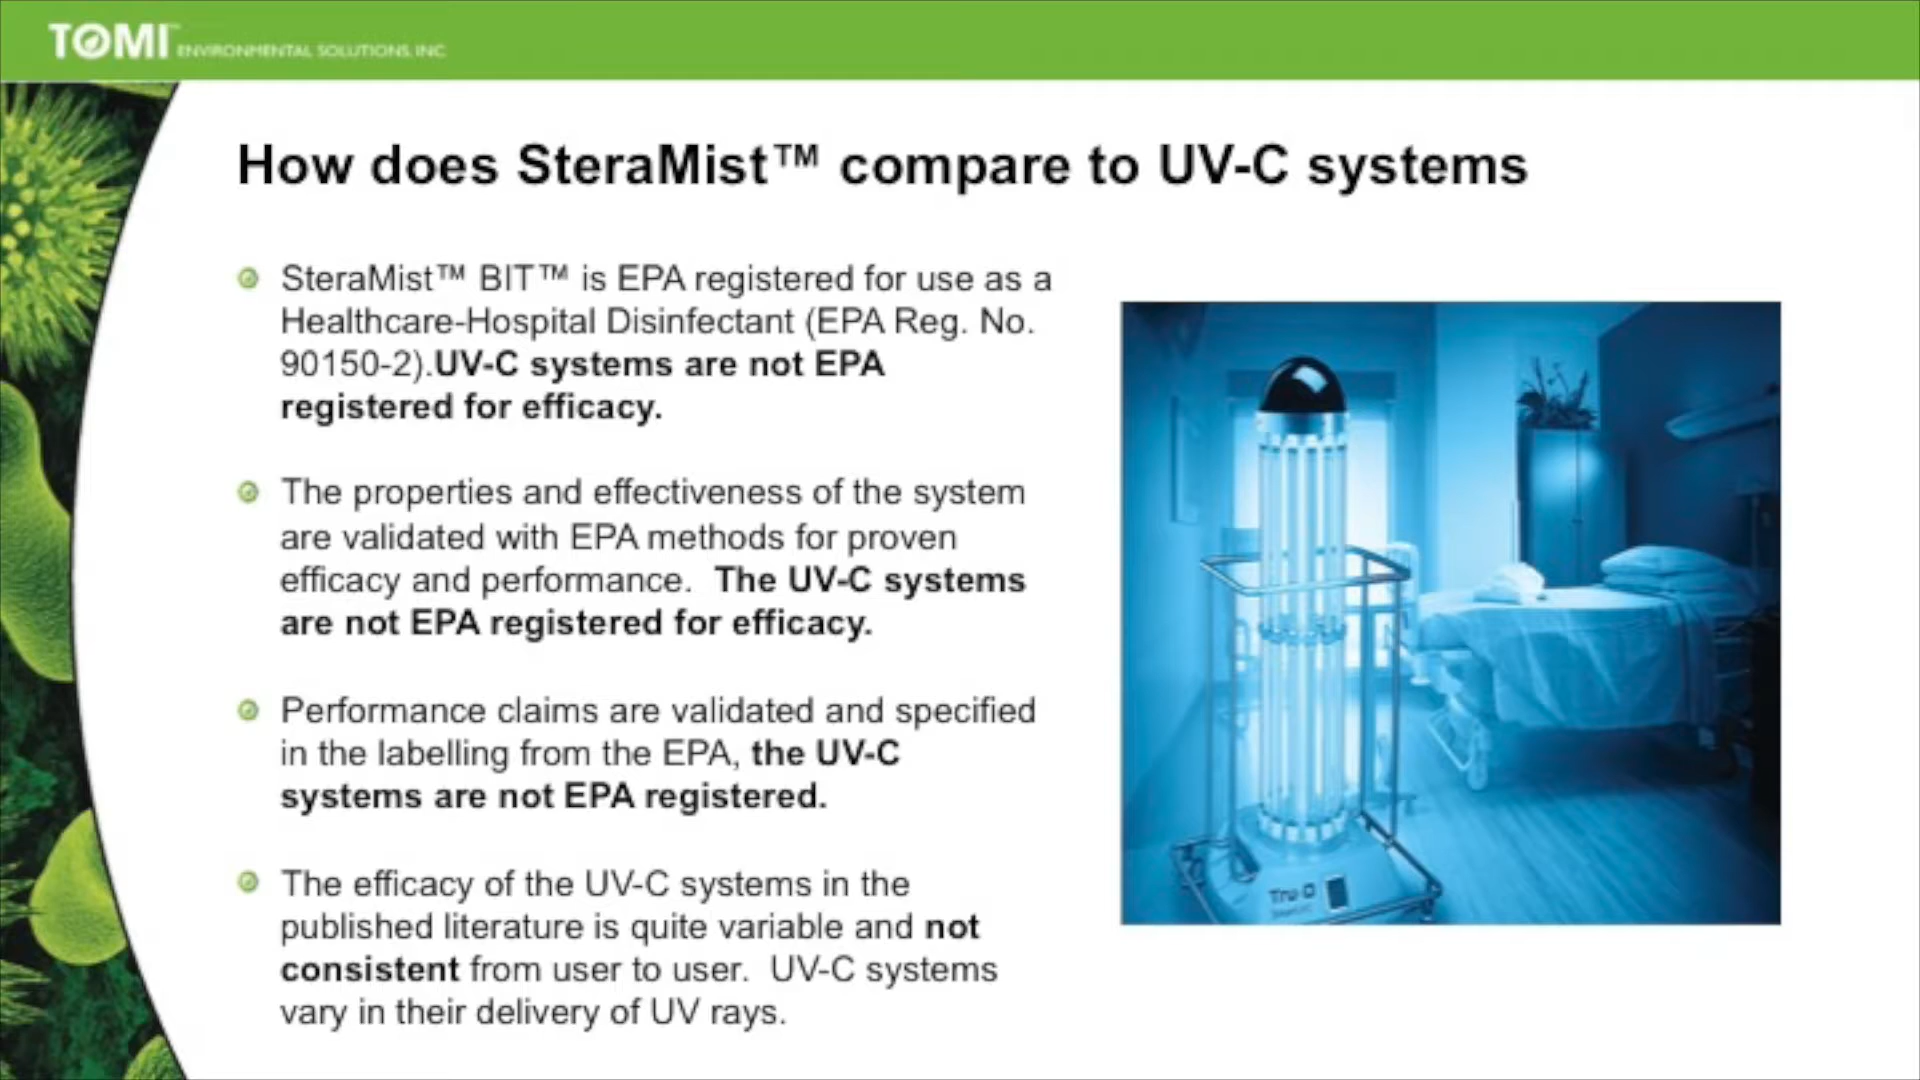 TOMI™ ENVIRONMENTAL SOLUTIONS, INC.
How does SteraMist™ compare to UV-C systems
SteraMist™ BIT™ is EPA registered for use as a
Healthcare-Hospital Disinfectant (EPA Reg. No.
90150-2).UV-C systems are not EPA
registered for efficacy.
The properties and effectiveness of the system
are validated with EPA methods for proven
efficacy and performance. The UV-C systems
are not EPA registered for efficacy.
Performance claims are validated and specified
in the labelling from the EPA, the UV-C
systems are not EPA registered.
The efficacy of the UV-C systems in the
published literature is quite variable and not
consistent from user to user. UV-C systems
vary in their delivery of UV rays.
Tru-D